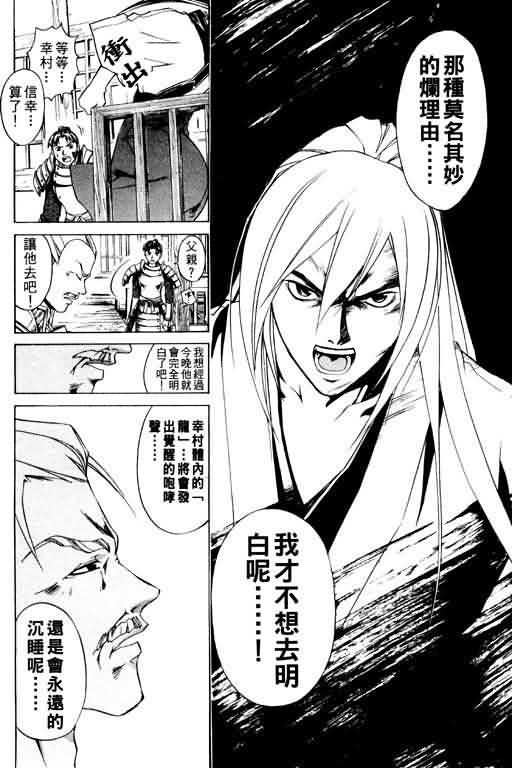 那種莫名其妙
的爛理由……
我才不想去明
白呢……！
衝出
等等…
幸村…
信幸…
算了！
父親？
讓他去吧！
我想經過
今晚他就
會完全明
白了吧！
幸村體內的「
龍」…將會發
出覺醒的咆哮
聲……
還是會永遠的
沉睡呢……